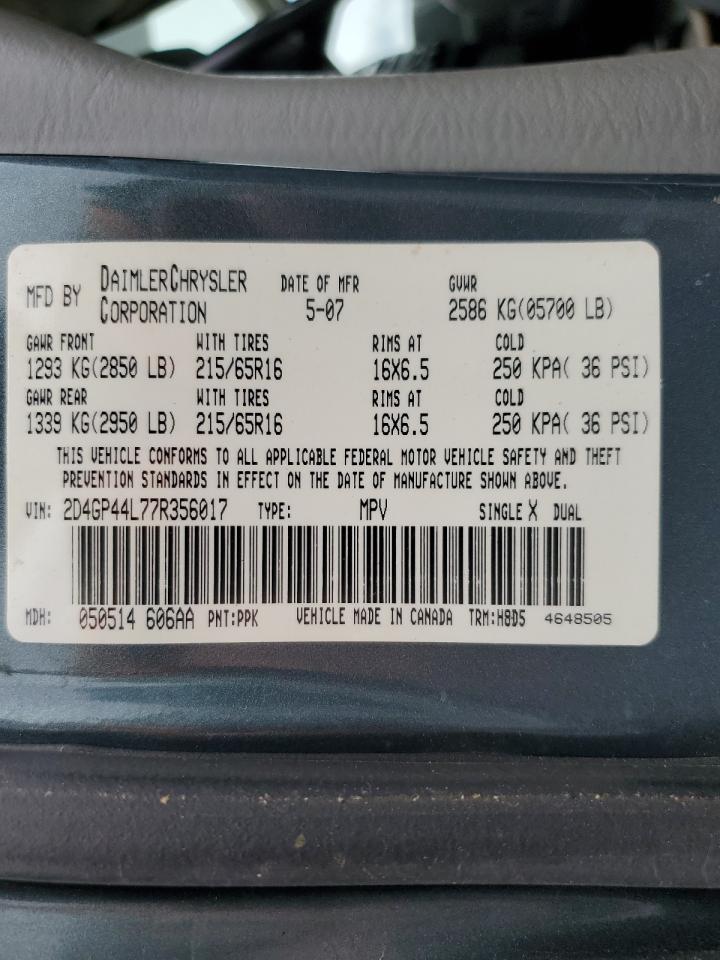 MFD BY DAIMLERCHRYSLER CORPORATION DATE OF MFR 5-07 GVWR 2586 KG(05700 LB)
GAWR FRONT WITH TIRES RIMS AT COLD
1293 KG(2850 LB) 215/65R16 16X6.5 250 KPA( 36 PSI)
GAWR REAR WITH TIRES RIMS AT COLD
1339 KG(2950 LB) 215/65R16 16X6.5 250 KPA( 36 PSI)
THIS VEHICLE CONFORMS TO ALL APPLICABLE FEDERAL MOTOR VEHICLE SAFETY AND THEFT
PREVENTION STANDARDS IN EFFECT ON THE DATE OF MANUFACTURE SHOWN ABOVE.
VIN: 2D4GP44L77R356017 TYPE: MPV SINGLE X DUAL
MDH: 050514 606AA PNT:PPK VEHICLE MADE IN CANADA TRM:H8D5 4648505